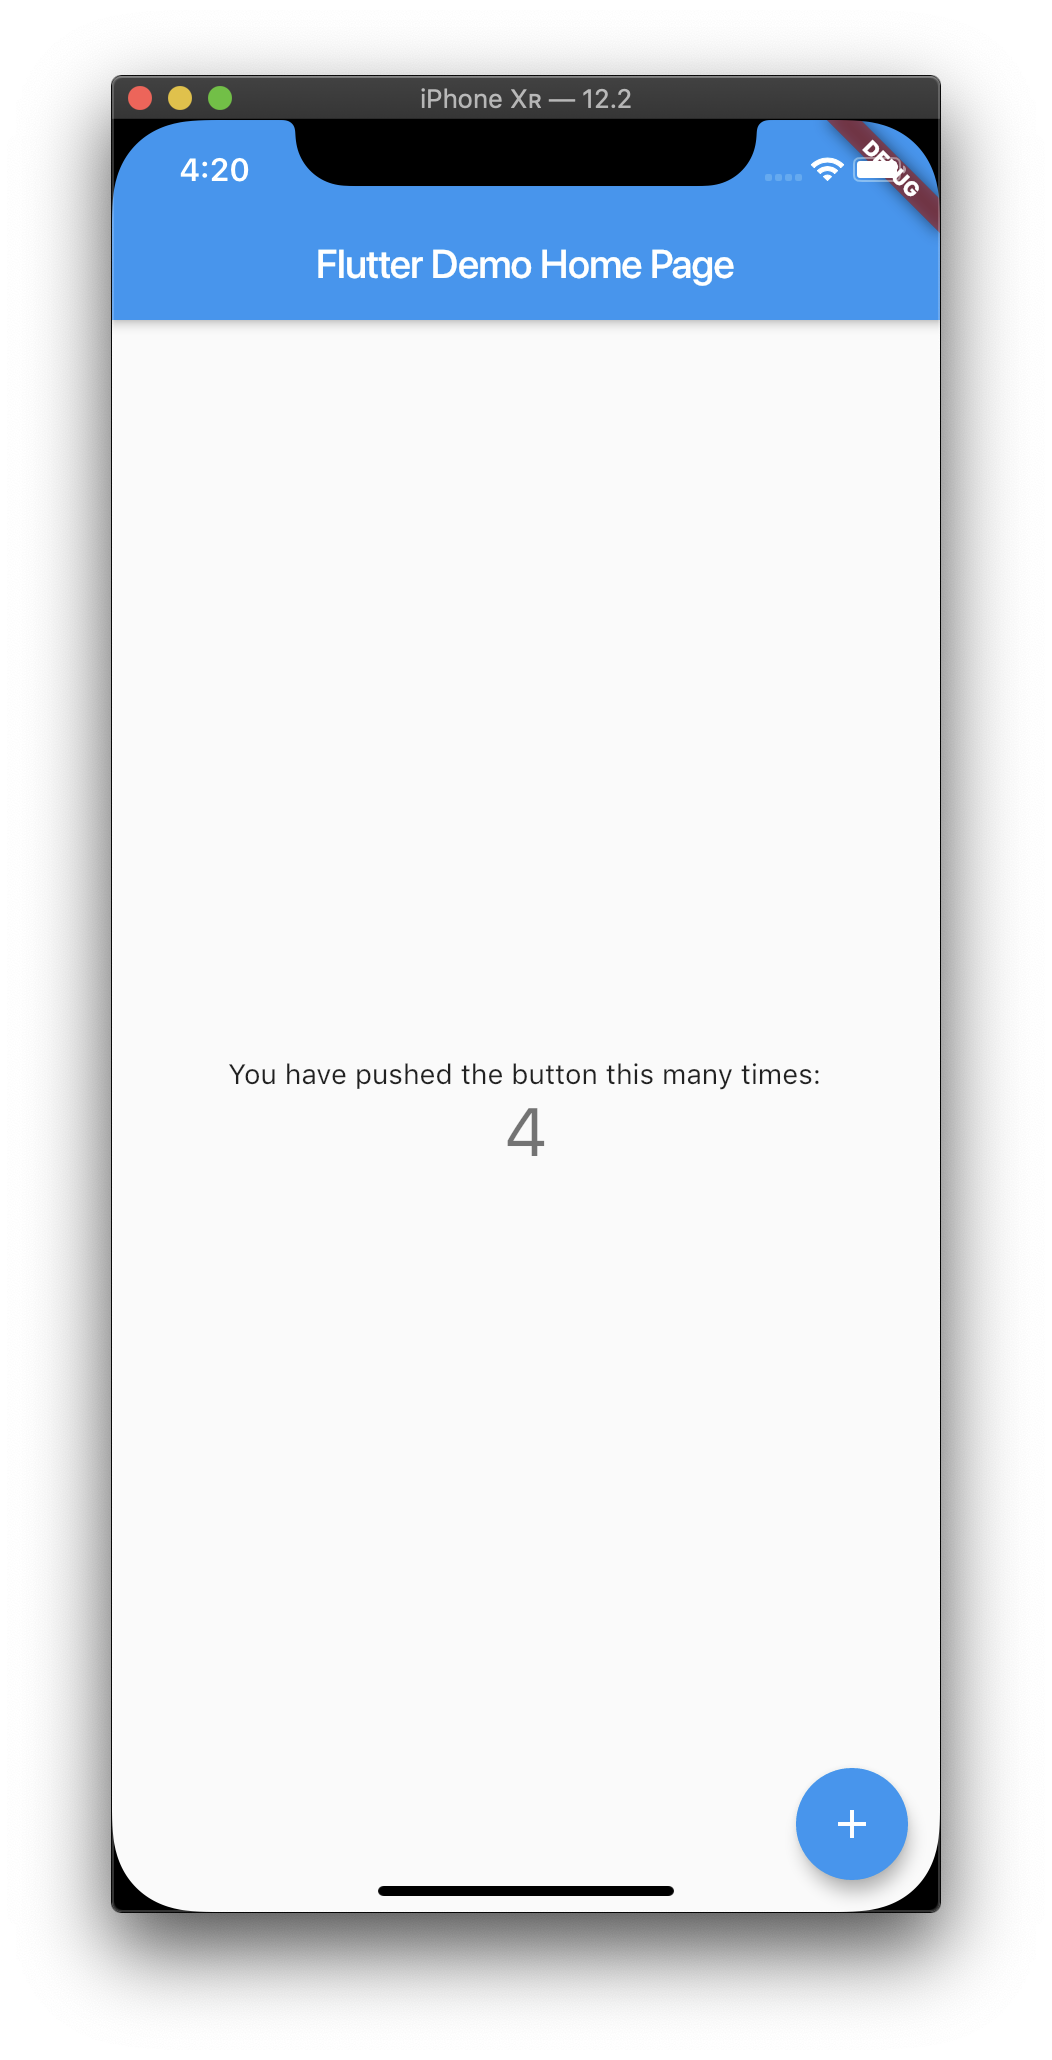 iPhone Xʀ — 12.2
4:20
DEBUG
Flutter Demo Home Page
You have pushed the button this many times:
4